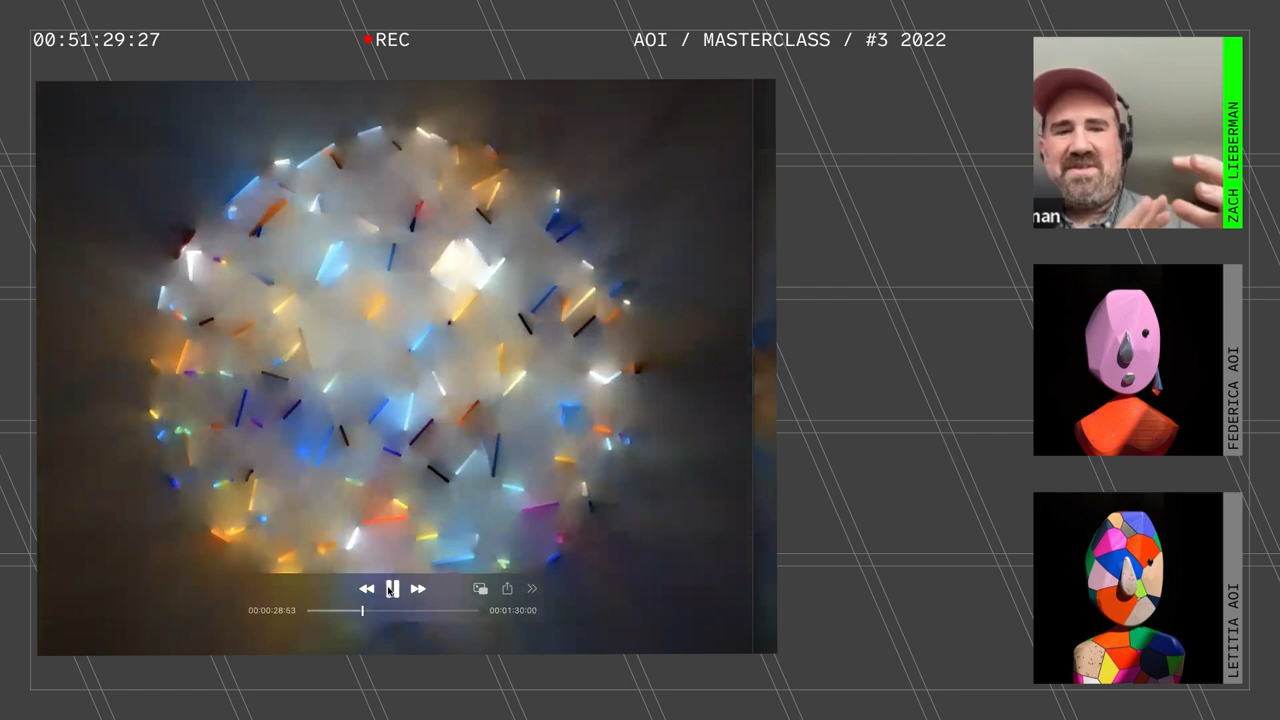 00:51:29:27
REC
AOI / MASTERCLASS / #3 2022
man
ZACH LIEBERMAN
FEDERICA AOI
LETITIA AOI
00:00:28:53
00:01:30:00